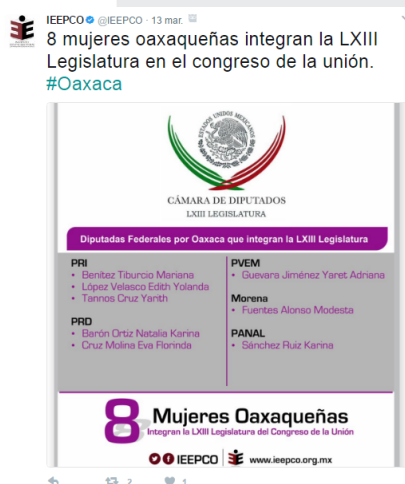 IEEPCO @IEEPCO · 13 mar.
8 mujeres oaxaqueñas integran la LXIII
Legislatura en el congreso de la unión.
#Oaxaca
ESTADOS UNIDOS MEXICANOS
CÁMARA DE DIPUTADOS
LXIII LEGISLATURA
Diputadas Federales por Oaxaca que integran la LXIII Legislatura
PRI
• Benitez Tiburcio Mariana
• López Velasco Edith Yolanda
• Tannos Cruz Yarith
PRD
• Barón Ortiz Natalia Karina
• Cruz Molina Eva Florinda
PVEM
• Guevara Jiménez Yaret Adriana
Morena
• Fuentes Alonso Modesta
PANAL
• Sánchez Ruiz Karina
8 Mujeres Oaxaqueñas
Integran la LXIII Legislatura del Congreso de la Unión
IEEPCO www.ieepco.org.mx
2 1